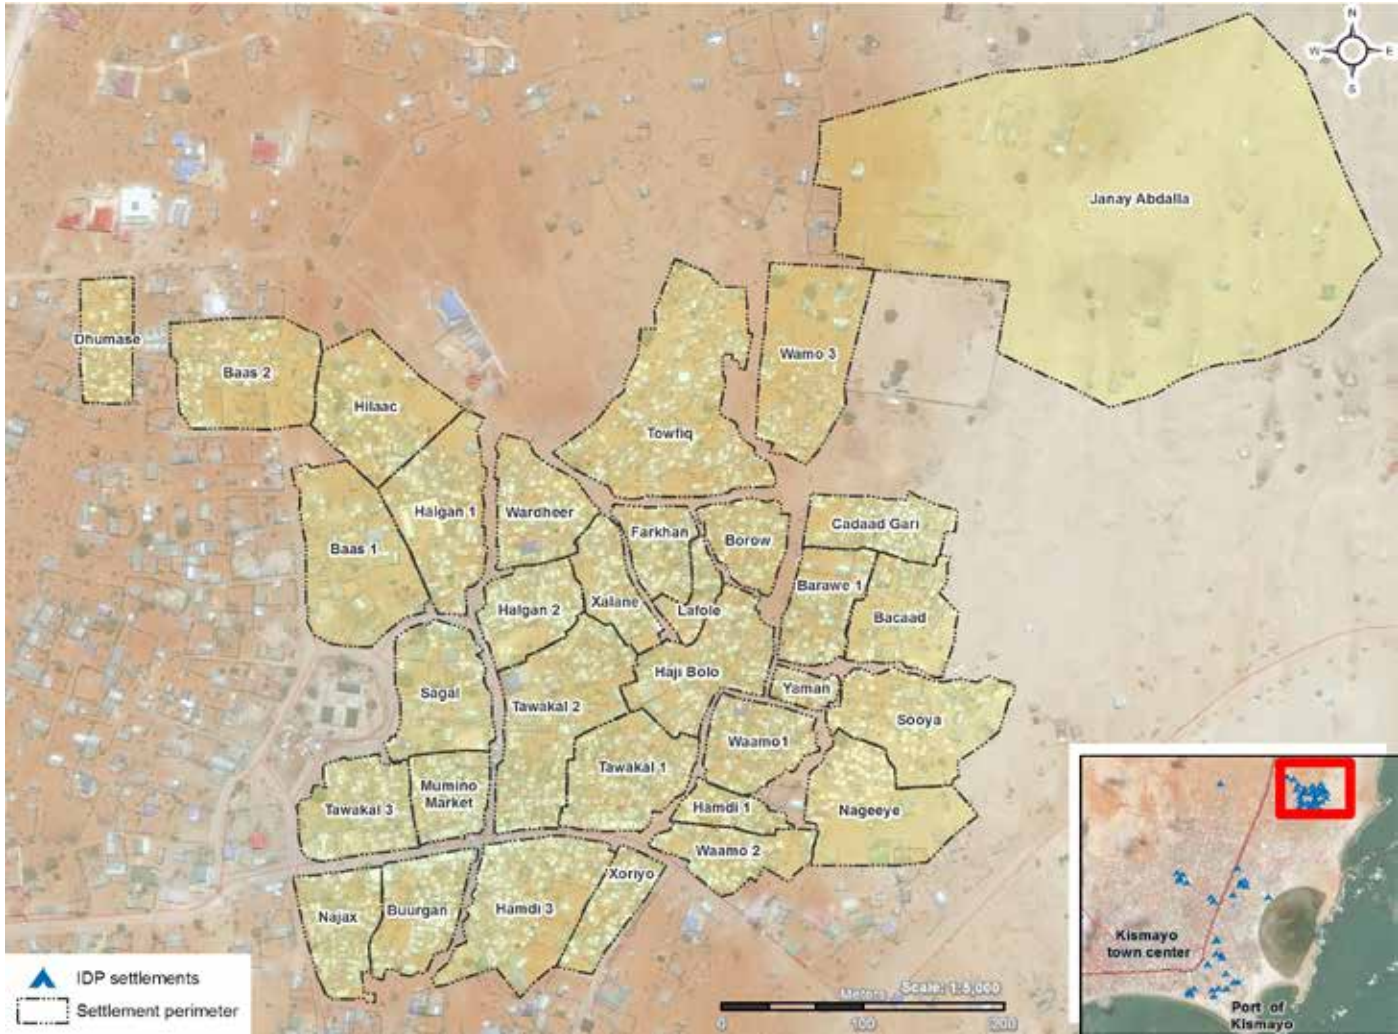 N
W E
S
Janay Abdalla
Dhumase
Baas 2
Wamo 3
Hilaac
Towfiq
Halgan 1
Wardheer
Cadaad Gari
Farkhan
Borow
Baas 1
Barawe 1
Xalane
Halgan 2
Lafole
Bacaad
Haji Bolo
Sagal
Yaman
Tawakal 2
Sooya
Waamo1
Tawakal 1
Mumino
Market
Tawakal 3
Hamdi 1
Nageeye
Waamo 2
Xoriyo
Najax
Buurgan
Hamdi 3
IDP settlements
Settlement perimeter
Meters
Scale: 1:5,000
0 100 200
Kismayo
town center
Port of
Kismayo